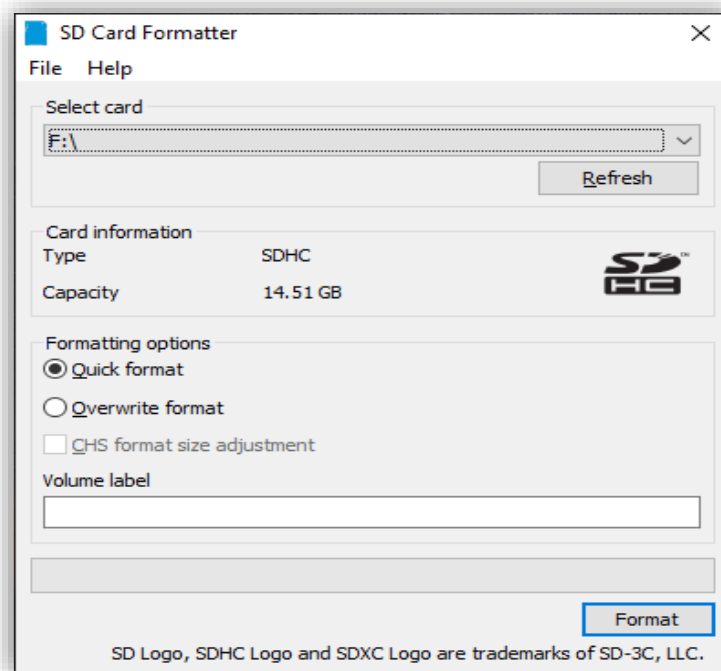 SD Card Formatter
File Help
Select card
F:\
Refresh
Card information
Type SDHC
SD
HC
Capacity 14.51 GB
Formatting options
Quick format
Overwrite format
CHS format size adjustment
Volume label
Format
SD Logo, SDHC Logo and SDXC Logo are trademarks of SD-3C, LLC.